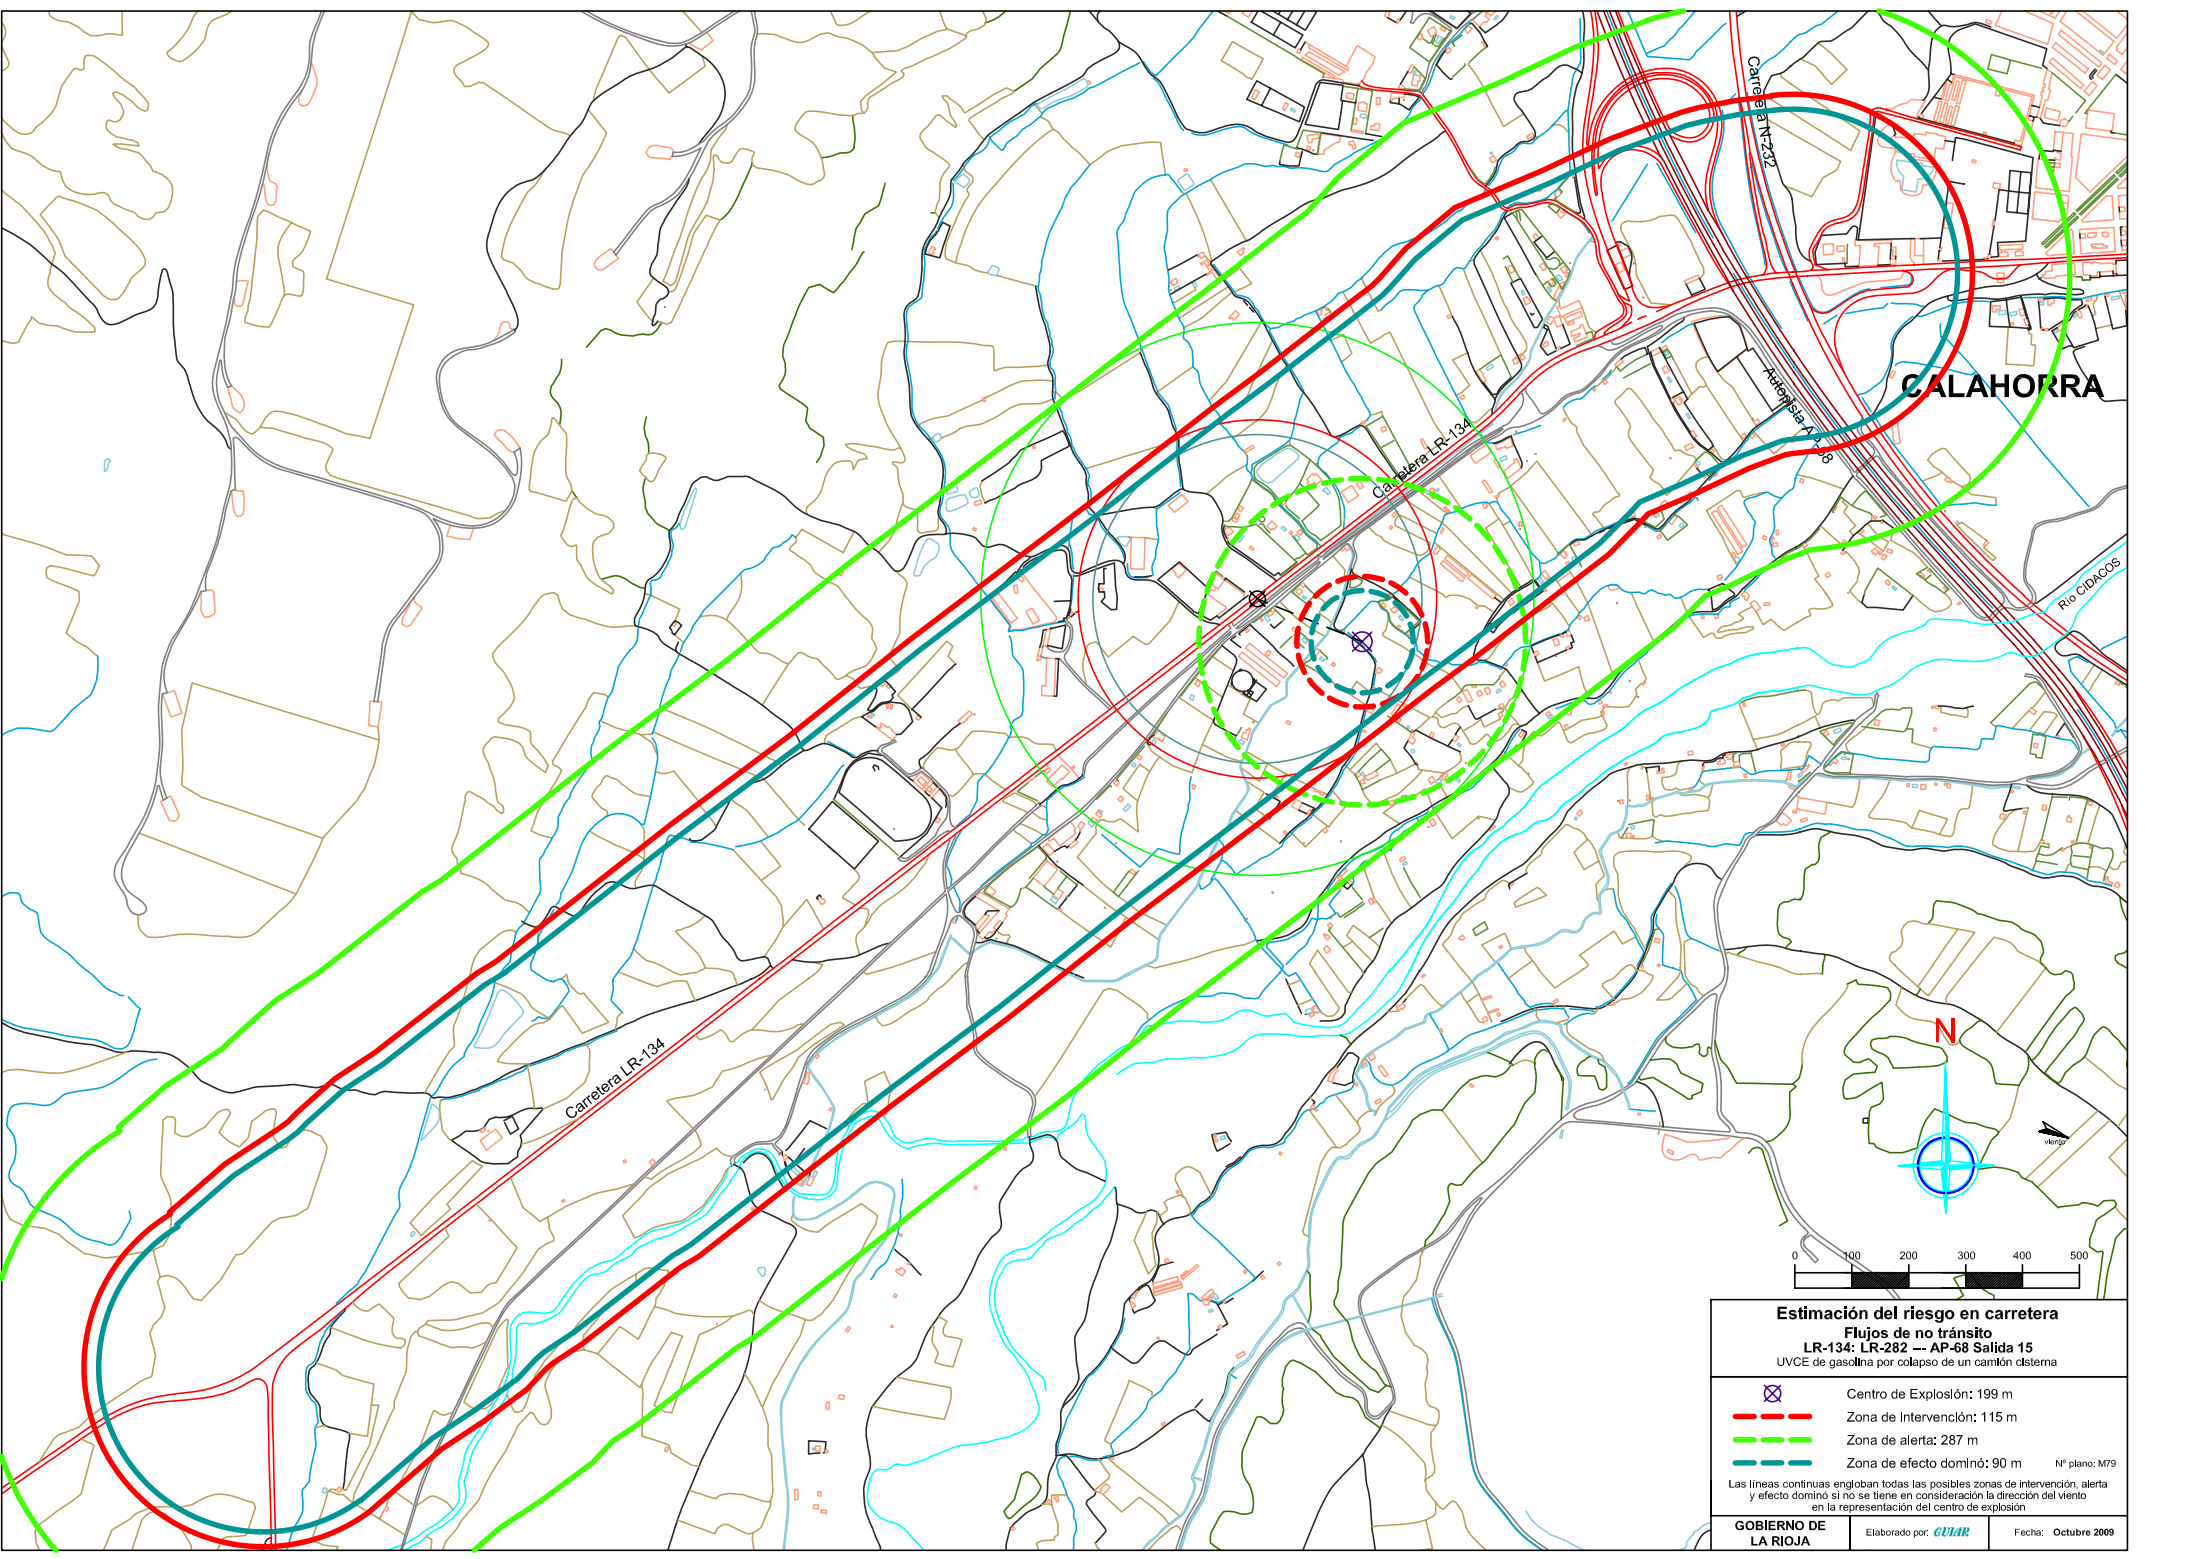 Carretera N-232
CALAHORRA
Autopista AP-68
Carretera LR-134
Río CIDACOS
Carretera LR-134
N
viento
0 100 200 300 400 500
Estimación del riesgo en carretera
Flujos de no tránsito
LR-134: LR-282 --- AP-68 Salida 15
UVCE de gasolina por colapso de un camión cisterna
Centro de Explosión: 199 m
Zona de Intervención: 115 m
Zona de alerta: 287 m
Zona de efecto dominó: 90 m Nº plano: M79
Las líneas continuas engloban todas las posibles zonas de intervención, alerta
y efecto dominó si no se tiene en consideración la dirección del viento
en la representación del centro de explosión
GOBIERNO DE
LA RIOJA
Elaborado por: GUIAR
Fecha: Octubre 2009